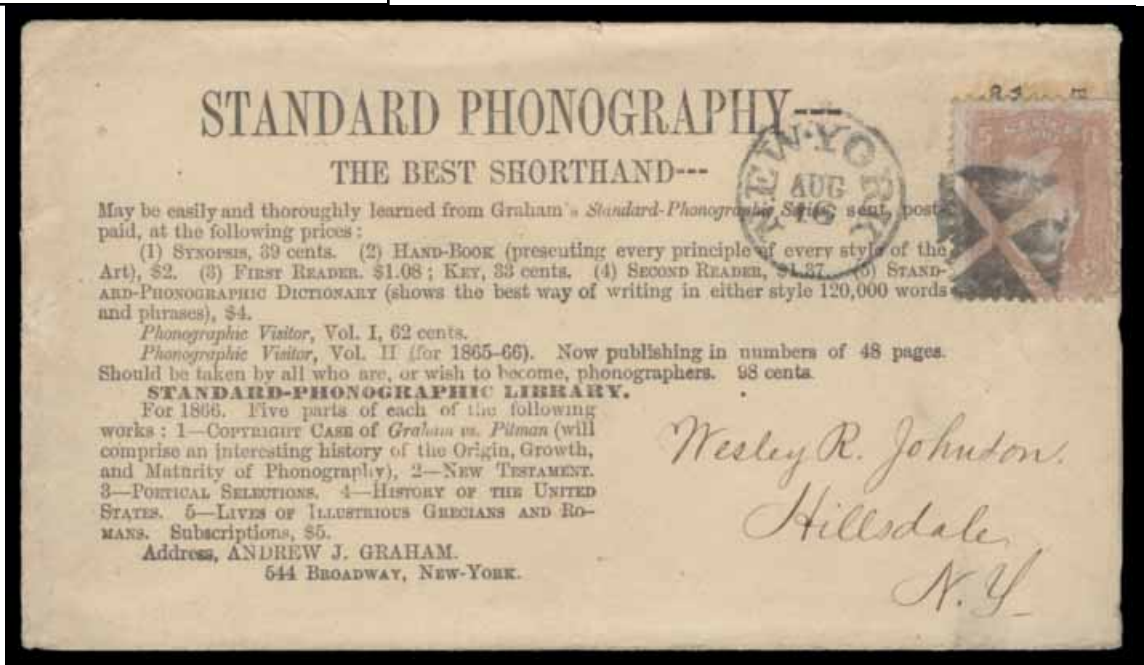 STANDARD PHONOGRAPHY--
THE BEST SHORTHAND---
May be easily and thoroughly learned from Graham's Standard-Phonographic Series, sent, post-
paid, at the following prices :
(1) SYNOPSIS, 39 cents. (2) HAND-BOOK (presenting every principle of every style of the
Art), $2. (3) FIRST READER. $1.08 ; KEY, 33 cents. (4) SECOND READER, $1.37. (5) STAND-
ARD-PHONOGRAPHIC DICTIONARY (shows the best way of writing in either style 120,000 words
and phrases), $4.
Phonographic Visitor, Vol. I, 62 cents.
Phonographic Visitor, Vol. II (for 1865-66). Now publishing in numbers of 48 pages.
Should be taken by all who are, or wish to become, phonographers. 98 cents.
STANDARD-PHONOGRAPHIC LIBRARY.
For 1866. Five parts of each of the following
works : 1—COPYRIGHT CASE of Graham vs. Pitman (will
comprise an interesting history of the Origin, Growth,
and Maturity of Phonography), 2—NEW TESTAMENT.
3—POETICAL SELECTIONS. 4—HISTORY OF THE UNITED
STATES. 5—LIVES OF ILLUSTRIOUS GRECIANS AND RO-
MANS. Subscriptions, $5.
Address, ANDREW J. GRAHAM.
544 BROADWAY, NEW-YORK.
NEW·YORK
AUG
16
Wesley R. Johnson.
Hillsdale
N. Y.